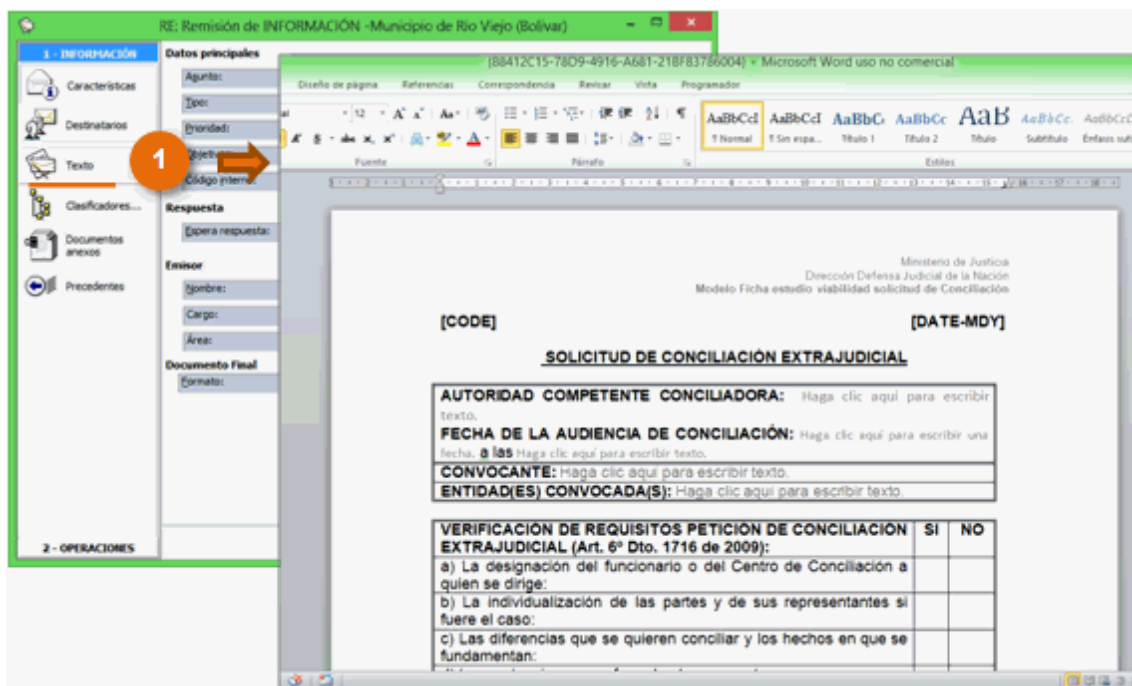 RE: Remisión de INFORMACIÓN -Municipio de Rio Viejo (Bolivar)
1 - INFORMACIÓN
Características
Destinatarios
Texto
Clasificadores...
Documentos
anexos
Precedentes
2 - OPERACIONES
Datos principales
Asunto:
Tipo:
Prioridad:
Código interno:
Respuesta
Espera respuesta:
Emisor
Nombre:
Cargo:
Área:
Documento Final
Formato:
1
{88412C15-78D9-4916-A681-21BF83786004} - Microsoft Word uso no comercial
Diseño de página Referencias Correspondencia Revisar Vista Programador
12
AaBbCcI AaBbCcI AaBbC AaBbCc AaB AaBbCc. AaBbCcD
¶ Normal ¶ Sin espa... Título 1 Título 2 Título Subtítulo Énfasis sut
Fuente Párrafo Estilos
Ministerio de Justicia
Dirección Defensa Judicial de la Nación
Modelo Ficha estudio viabilidad solicitud de Conciliación
[CODE] [DATE-MDY]
SOLICITUD DE CONCILIACIÓN EXTRAJUDICIAL
AUTORIDAD COMPETENTE CONCILIADORA: Haga clic aquí para escribir
texto.
FECHA DE LA AUDIENCIA DE CONCILIACIÓN: Haga clic aquí para escribir una
fecha. a las Haga clic aquí para escribir texto.
CONVOCANTE: Haga clic aquí para escribir texto.
ENTIDAD(ES) CONVOCADA(S): Haga clic aquí para escribir texto.
VERIFICACIÓN DE REQUISITOS PETICIÓN DE CONCILIACIÓN SI NO
EXTRAJUDICIAL (Art. 6º Dto. 1716 de 2009):
a) La designación del funcionario o del Centro de Conciliación a
quien se dirige:
b) La individualización de las partes y de sus representantes si
fuere el caso:
c) Las diferencias que se quieren conciliar y los hechos en que se
fundamentan: